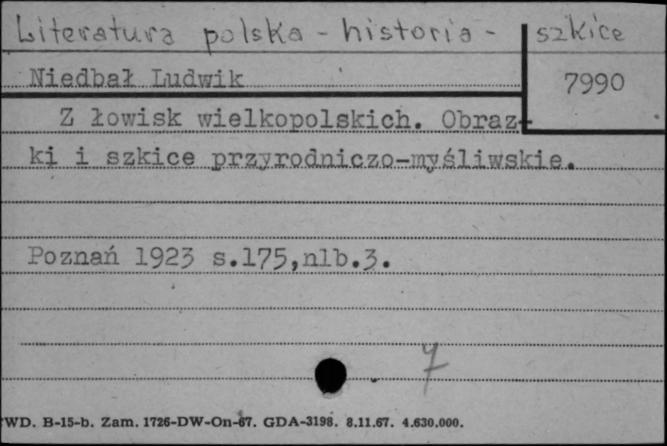 Literatura polska - historia - szkice
Niedbał Ludwik
7990
Z łowisk wielkopolskich. Obraz-
ki i szkice przyrodniczo-myśliwskie.
Poznań 1923 s.175,nlb.3.
7
WD. B-15-b. Zam. 1726-DW-On-67. GDA-3198. 8.11.67. 4.630.000.